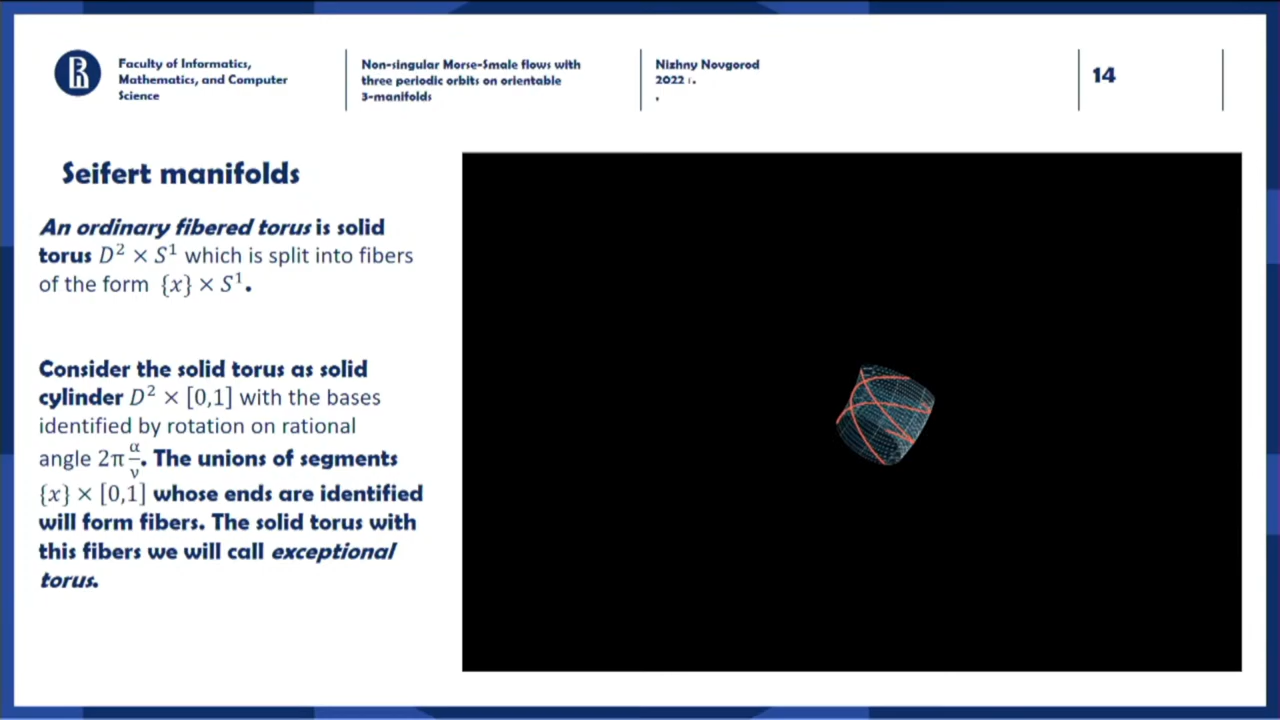 Faculty of Informatics,
Mathematics, and Computer
Science
Non-singular Morse-Smale flows with
three periodic orbits on orientable
3-manifolds
Nizhny Novgorod
2022 г.
,
14
Seifert manifolds
An ordinary fibered torus is solid
torus D² × S¹ which is split into fibers
of the form {x} × S¹.
Consider the solid torus as solid
cylinder D² × [0,1] with the bases
identified by rotation on rational
angle 2π α/ν. The unions of segments
{x} × [0,1] whose ends are identified
will form fibers. The solid torus with
this fibers we will call exceptional
torus.